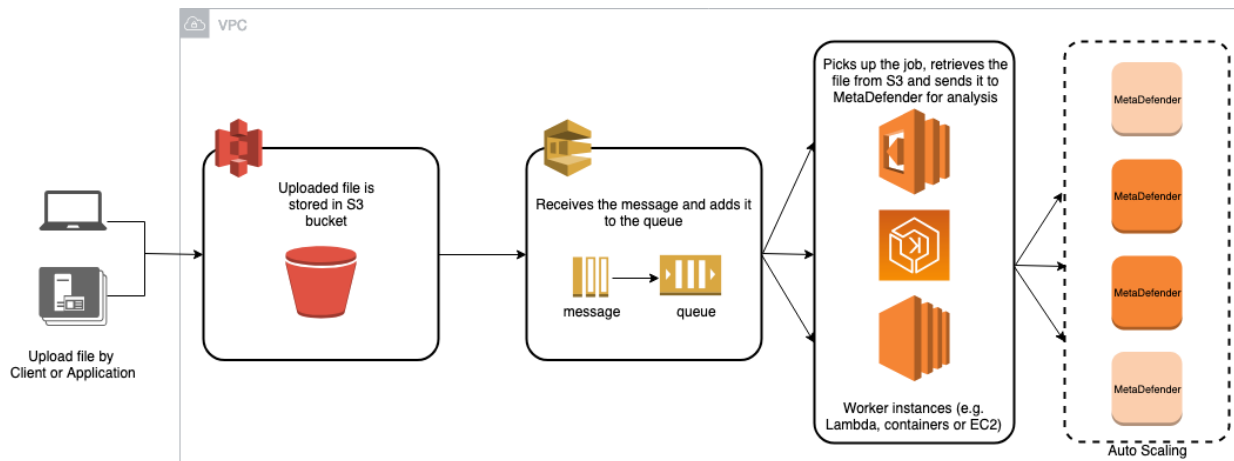 VPC
Upload file by
Client or Application
Uploaded file is
stored in S3
bucket
Receives the message and adds it
to the queue
message
queue
Picks up the job, retrieves the
file from S3 and sends it to
MetaDefender for analysis
Worker instances (e.g.
Lambda, containers or EC2)
MetaDefender
MetaDefender
MetaDefender
MetaDefender
Auto Scaling